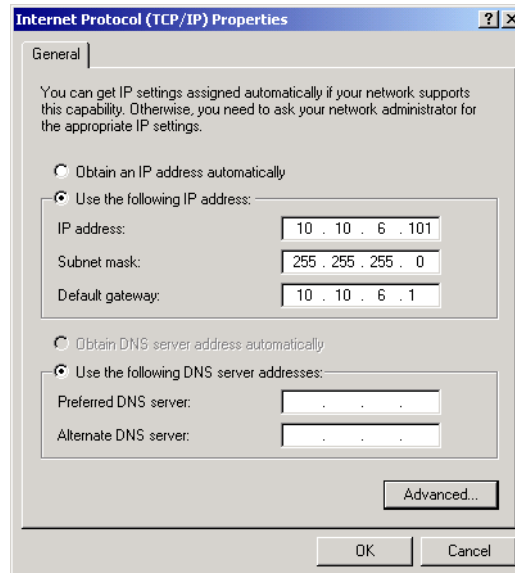 Internet Protocol (TCP/IP) Properties ? X
General
You can get IP settings assigned automatically if your network supports
this capability. Otherwise, you need to ask your network administrator for
the appropriate IP settings.
Obtain an IP address automatically
Use the following IP address:
IP address: 10 . 10 . 6 . 101
Subnet mask: 255 . 255 . 255 . 0
Default gateway: 10 . 10 . 6 . 1
Obtain DNS server address automatically
Use the following DNS server addresses:
Preferred DNS server: . . .
Alternate DNS server: . . .
Advanced...
OK Cancel